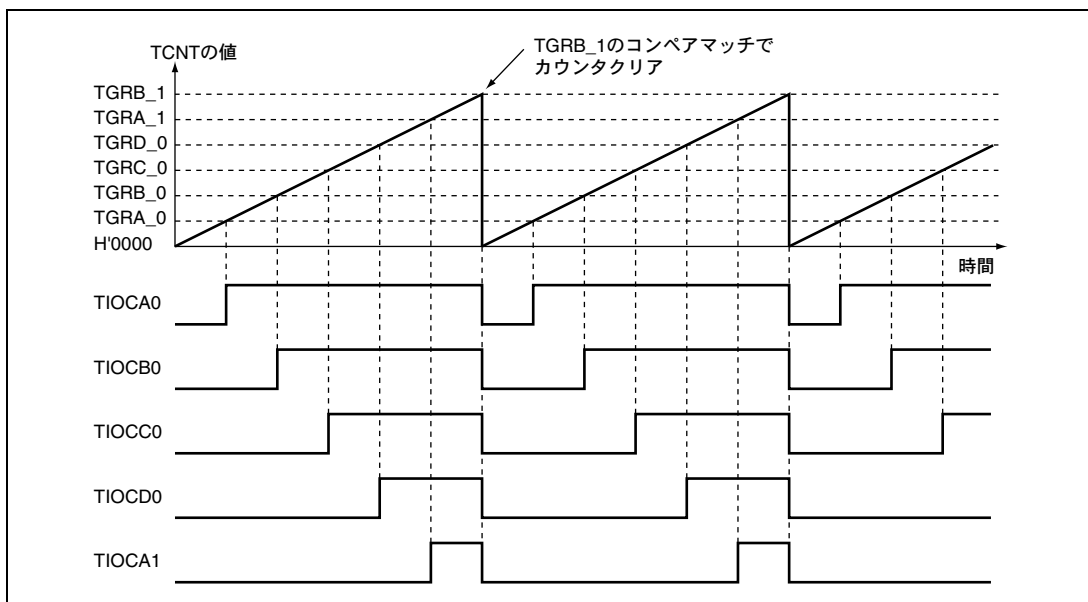 TCNTの値
TGRB_1のコンペアマッチで
カウンタクリア
TGRB_1
TGRA_1
TGRD_0
TGRC_0
TGRB_0
TGRA_0
H'0000
時間
TIOCA0
TIOCB0
TIOCC0
TIOCD0
TIOCA1